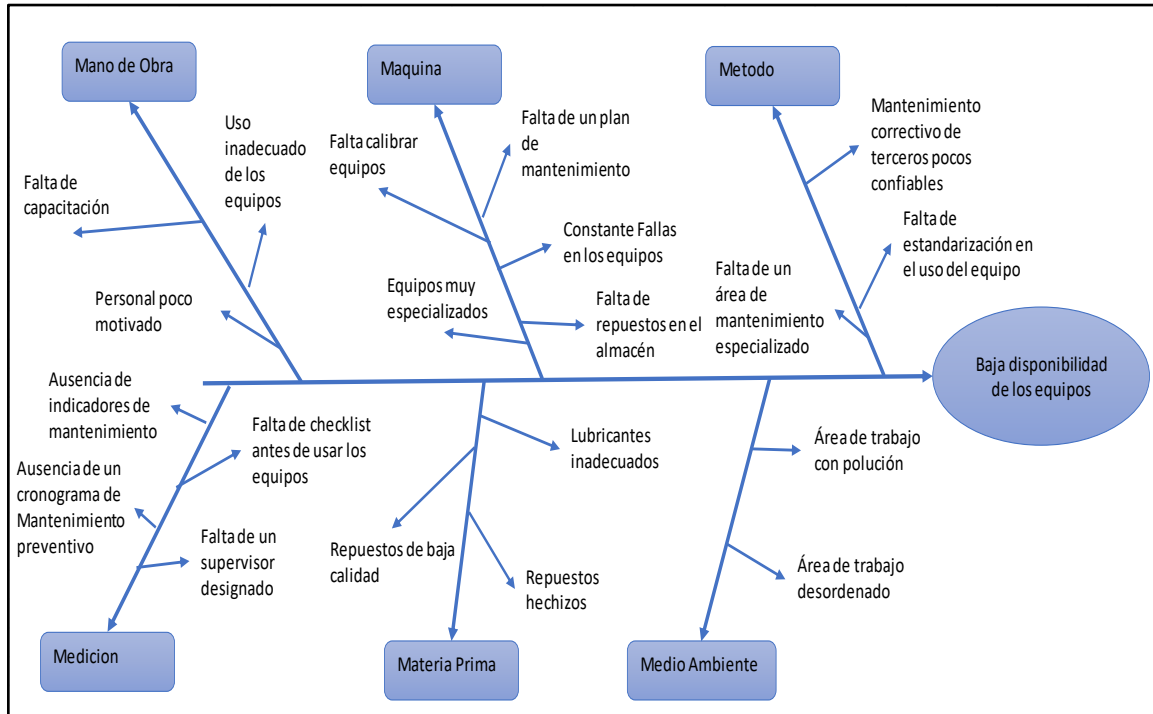 Mano de Obra
Maquina
Metodo
Falta de
capacitación
Uso
inadecuado
de los
equipos
Personal poco
motivado
Falta calibrar
equipos
Falta de un plan
de
mantenimiento
Constante Fallas
en los equipos
Equipos muy
especializados
Falta de
repuestos en el
almacén
Mantenimiento
correctivo de
terceros pocos
confiables
Falta de
estandarización en
el uso del equipo
Falta de un
área de
mantenimiento
especializado
Baja disponibilidad
de los equipos
Ausencia de
indicadores de
mantenimiento
Falta de checklist
antes de usar los
equipos
Ausencia de un
cronograma de
Mantenimiento
preventivo
Falta de un
supervisor
designado
Lubricantes
inadecuados
Repuestos de baja
calidad
Repuestos
hechizos
Área de trabajo
con polución
Área de trabajo
desordenado
Medicion
Materia Prima
Medio Ambiente